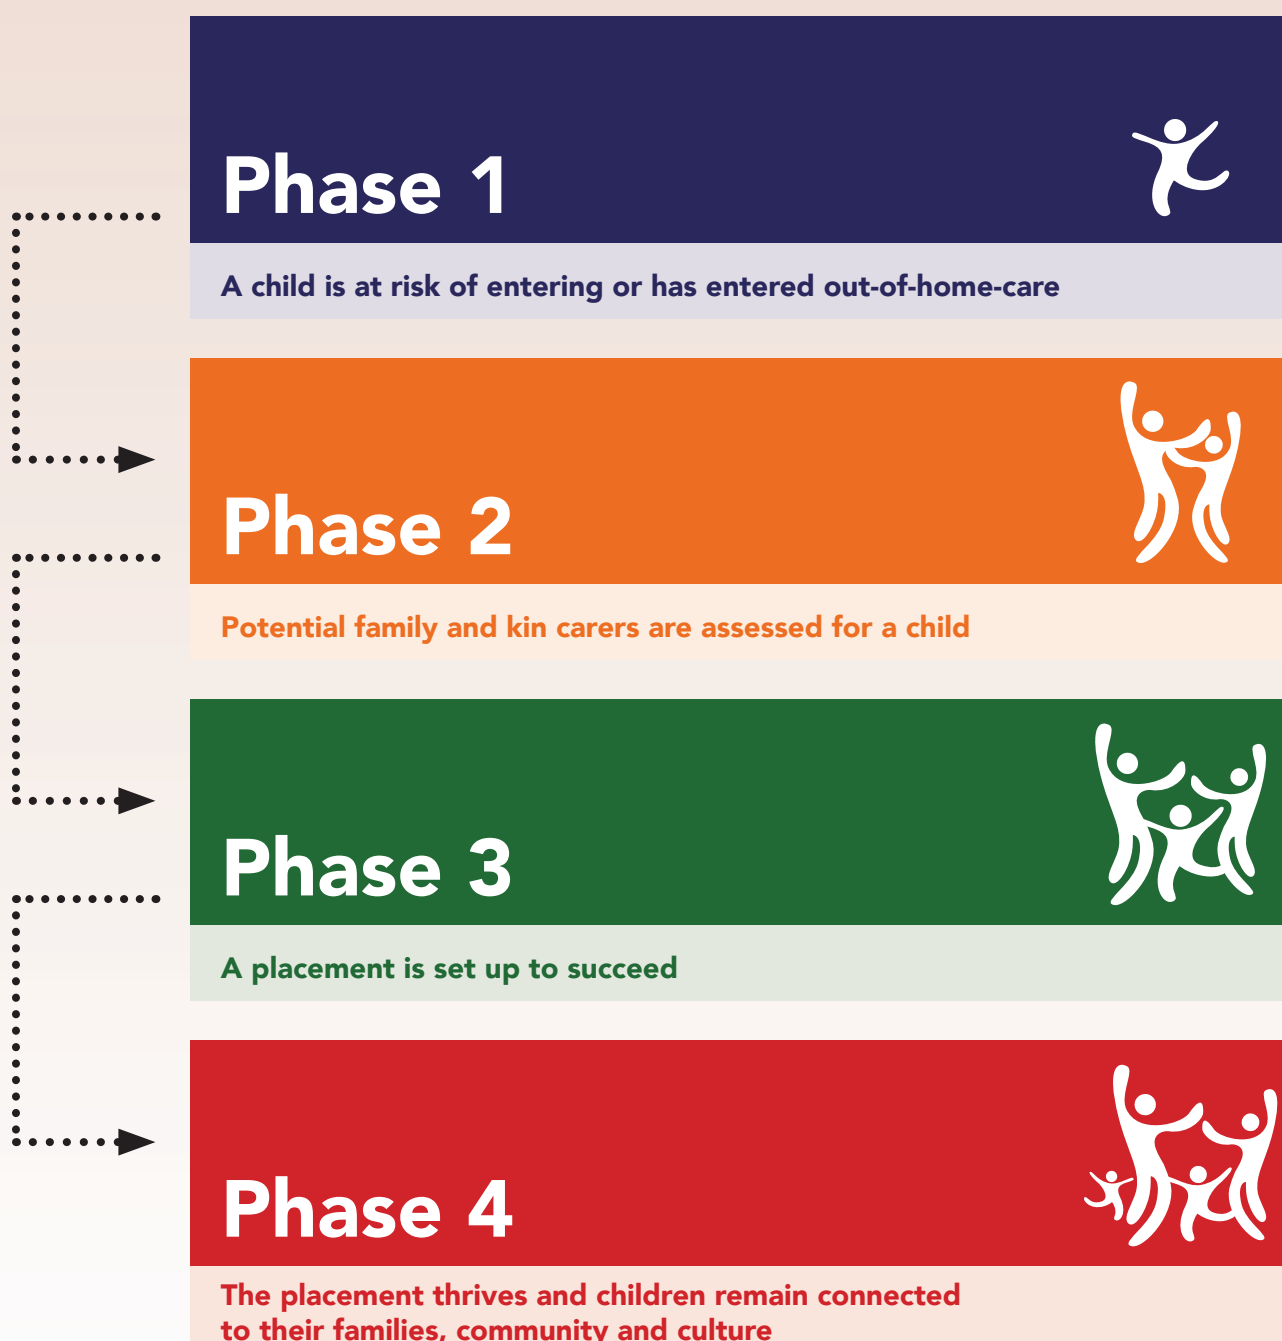 Phase 1
A child is at risk of entering or has entered out-of-home-care
Phase 2
Potential family and kin carers are assessed for a child
Phase 3
A placement is set up to succeed
Phase 4
The placement thrives and children remain connected
to their families, community and culture